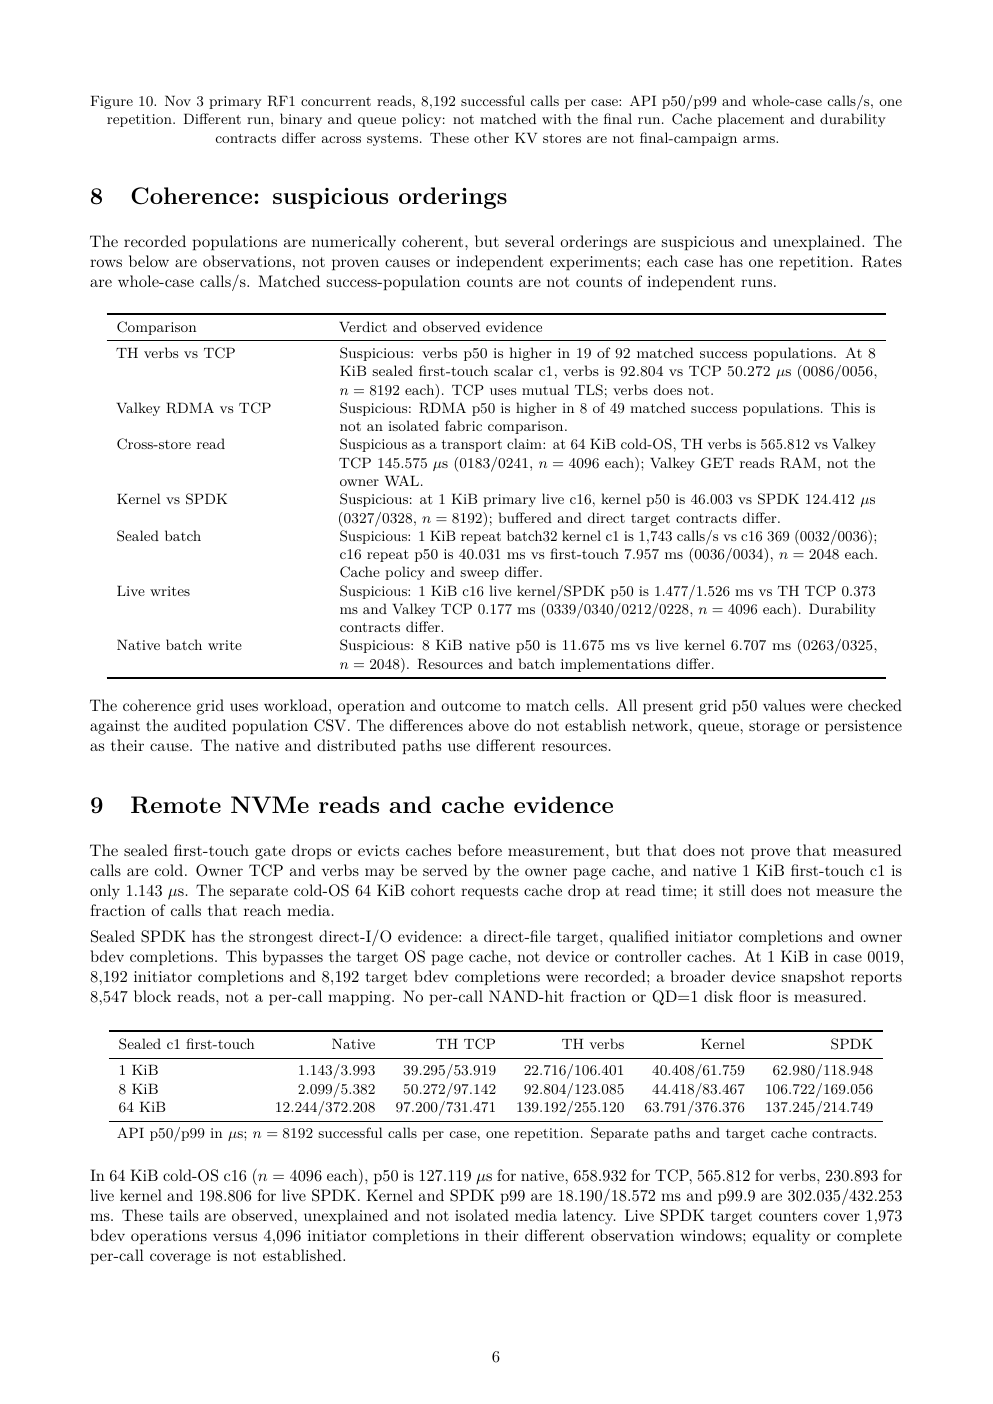 Figure 10. Nov 3 primary RF1 concurrent reads, 8,192 successful calls per case: API p50/p99 and whole-case calls/s, one
repetition. Different run, binary and queue policy: not matched with the final run. Cache placement and durability
contracts differ across systems. These other KV stores are not final-campaign arms.
8 Coherence: suspicious orderings
The recorded populations are numerically coherent, but several orderings are suspicious and unexplained. The
rows below are observations, not proven causes or independent experiments; each case has one repetition. Rates
are whole-case calls/s. Matched success-population counts are not counts of independent runs.
Comparison Verdict and observed evidence
TH verbs vs TCP Suspicious: verbs p50 is higher in 19 of 92 matched success populations. At 8
KiB sealed first-touch scalar c1, verbs is 92.804 vs TCP 50.272 μs (0086/0056,
n = 8192 each). TCP uses mutual TLS; verbs does not.
Valkey RDMA vs TCP Suspicious: RDMA p50 is higher in 8 of 49 matched success populations. This is
not an isolated fabric comparison.
Cross-store read Suspicious as a transport claim: at 64 KiB cold-OS, TH verbs is 565.812 vs Valkey
TCP 145.575 μs (0183/0241, n = 4096 each); Valkey GET reads RAM, not the
owner WAL.
Kernel vs SPDK Suspicious: at 1 KiB primary live c16, kernel p50 is 46.003 vs SPDK 124.412 μs
(0327/0328, n = 8192); buffered and direct target contracts differ.
Sealed batch Suspicious: 1 KiB repeat batch32 kernel c1 is 1,743 calls/s vs c16 369 (0032/0036);
c16 repeat p50 is 40.031 ms vs first-touch 7.957 ms (0036/0034), n = 2048 each.
Cache policy and sweep differ.
Live writes Suspicious: 1 KiB c16 live kernel/SPDK p50 is 1.477/1.526 ms vs TH TCP 0.373
ms and Valkey TCP 0.177 ms (0339/0340/0212/0228, n = 4096 each). Durability
contracts differ.
Native batch write Suspicious: 8 KiB native p50 is 11.675 ms vs live kernel 6.707 ms (0263/0325,
n = 2048). Resources and batch implementations differ.
The coherence grid uses workload, operation and outcome to match cells. All present grid p50 values were checked
against the audited population CSV. The differences above do not establish network, queue, storage or persistence
as their cause. The native and distributed paths use different resources.
9 Remote NVMe reads and cache evidence
The sealed first-touch gate drops or evicts caches before measurement, but that does not prove that measured
calls are cold. Owner TCP and verbs may be served by the owner page cache, and native 1 KiB first-touch c1 is
only 1.143 μs. The separate cold-OS 64 KiB cohort requests cache drop at read time; it still does not measure the
fraction of calls that reach media.
Sealed SPDK has the strongest direct-I/O evidence: a direct-file target, qualified initiator completions and owner
bdev completions. This bypasses the target OS page cache, not device or controller caches. At 1 KiB in case 0019,
8,192 initiator completions and 8,192 target bdev completions were recorded; a broader device snapshot reports
8,547 block reads, not a per-call mapping. No per-call NAND-hit fraction or QD=1 disk floor is measured.
Sealed c1 first-touch Native TH TCP TH verbs Kernel SPDK
1 KiB 1.143/3.993 39.295/53.919 22.716/106.401 40.408/61.759 62.980/118.948
8 KiB 2.099/5.382 50.272/97.142 92.804/123.085 44.418/83.467 106.722/169.056
64 KiB 12.244/372.208 97.200/731.471 139.192/255.120 63.791/376.376 137.245/214.749
API p50/p99 in μs; n = 8192 successful calls per case, one repetition. Separate paths and target cache contracts.
In 64 KiB cold-OS c16 (n = 4096 each), p50 is 127.119 μs for native, 658.932 for TCP, 565.812 for verbs, 230.893 for
live kernel and 198.806 for live SPDK. Kernel and SPDK p99 are 18.190/18.572 ms and p99.9 are 302.035/432.253
ms. These tails are observed, unexplained and not isolated media latency. Live SPDK target counters cover 1,973
bdev operations versus 4,096 initiator completions in their different observation windows; equality or complete
per-call coverage is not established.
6